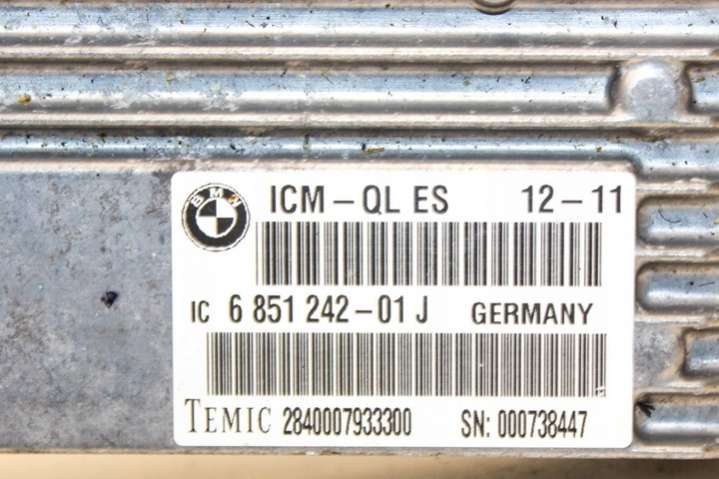 BMW
ICM-QL ES 12-11
IC 6 851 242-01 J GERMANY
TEMIC 2840007933300 SN: 000738447